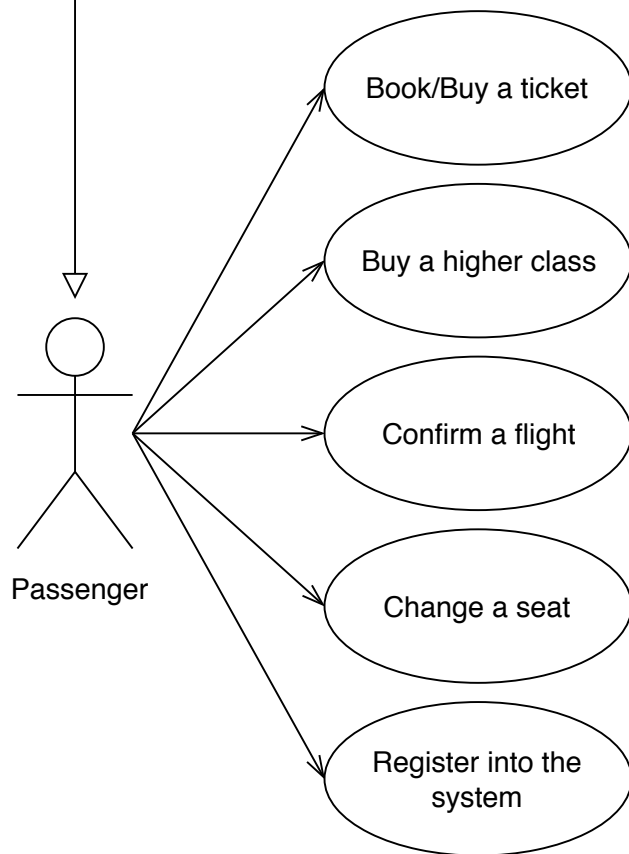 Book/Buy a ticket
Buy a higher class
Confirm a flight
Change a seat
Passenger
Register into the
system